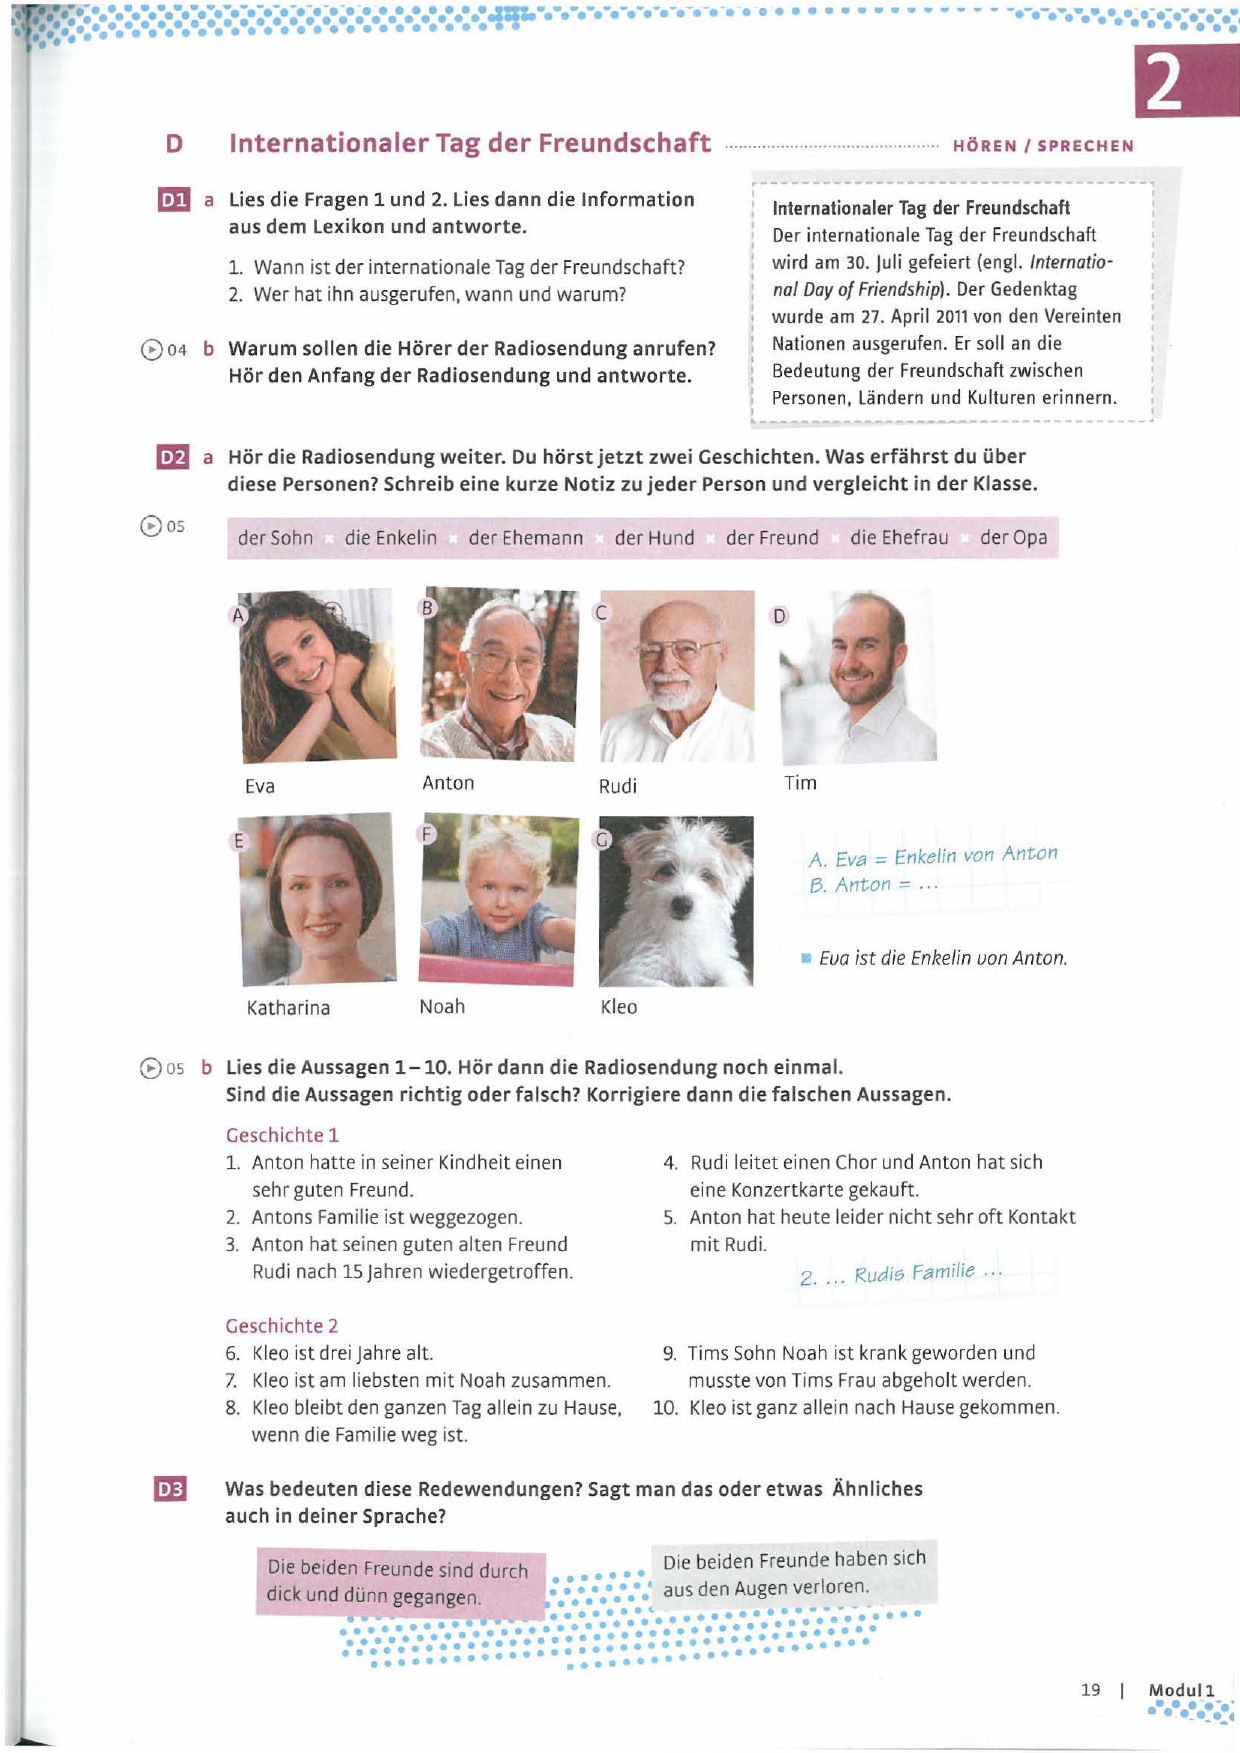 2
D Internationaler Tag der Freundschaft HÖREN / SPRECHEN
D1 a Lies die Fragen 1 und 2. Lies dann die Information
aus dem Lexikon und antworte.
1. Wann ist der internationale Tag der Freundschaft?
2. Wer hat ihn ausgerufen, wann und warum?
04 b Warum sollen die Hörer der Radiosendung anrufen?
Hör den Anfang der Radiosendung und antworte.
Internationaler Tag der Freundschaft
Der internationale Tag der Freundschaft
wird am 30. Juli gefeiert (engl. Internatio-
nal Day of Friendship). Der Gedenktag
wurde am 27. April 2011 von den Vereinten
Nationen ausgerufen. Er soll an die
Bedeutung der Freundschaft zwischen
Personen, Ländern und Kulturen erinnern.
D2 a Hör die Radiosendung weiter. Du hörst jetzt zwei Geschichten. Was erfährst du über
diese Personen? Schreib eine kurze Notiz zu jeder Person und vergleicht in der Klasse.
05
der Sohn × die Enkelin × der Ehemann × der Hund × der Freund × die Ehefrau × der Opa
A B C D
Eva Anton Rudi Tim
E F G
Katharina Noah Kleo
A. Eva = Enkelin von Anton
B. Anton = ...
Eva ist die Enkelin von Anton.
05 b Lies die Aussagen 1–10. Hör dann die Radiosendung noch einmal.
Sind die Aussagen richtig oder falsch? Korrigiere dann die falschen Aussagen.
Geschichte 1
1. Anton hatte in seiner Kindheit einen
sehr guten Freund.
2. Antons Familie ist weggezogen.
3. Anton hat seinen guten alten Freund
Rudi nach 15 Jahren wiedergetroffen.
4. Rudi leitet einen Chor und Anton hat sich
eine Konzertkarte gekauft.
5. Anton hat heute leider nicht sehr oft Kontakt
mit Rudi.
2. ... Rudis Familie ...
Geschichte 2
6. Kleo ist drei Jahre alt.
7. Kleo ist am liebsten mit Noah zusammen.
8. Kleo bleibt den ganzen Tag allein zu Hause,
wenn die Familie weg ist.
9. Tims Sohn Noah ist krank geworden und
musste von Tims Frau abgeholt werden.
10. Kleo ist ganz allein nach Hause gekommen.
D3 Was bedeuten diese Redewendungen? Sagt man das oder etwas Ähnliches
auch in deiner Sprache?
Die beiden Freunde sind durch
dick und dünn gegangen.
Die beiden Freunde haben sich
aus den Augen verloren.
19 | Modul 1